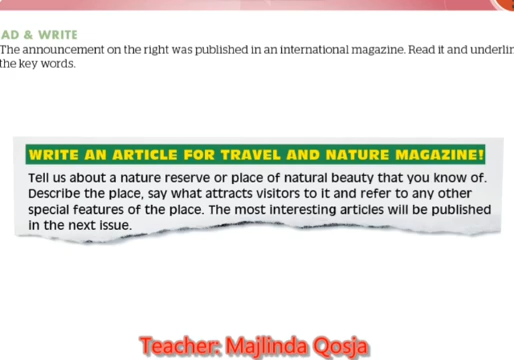 AD & WRITE
The announcement on the right was published in an international magazine. Read it and underlin
the key words.
WRITE AN ARTICLE FOR TRAVEL AND NATURE MAGAZINE!
Tell us about a nature reserve or place of natural beauty that you know of.
Describe the place, say what attracts visitors to it and refer to any other
special features of the place. The most interesting articles will be published
in the next issue.
Teacher: Majlinda Qosja